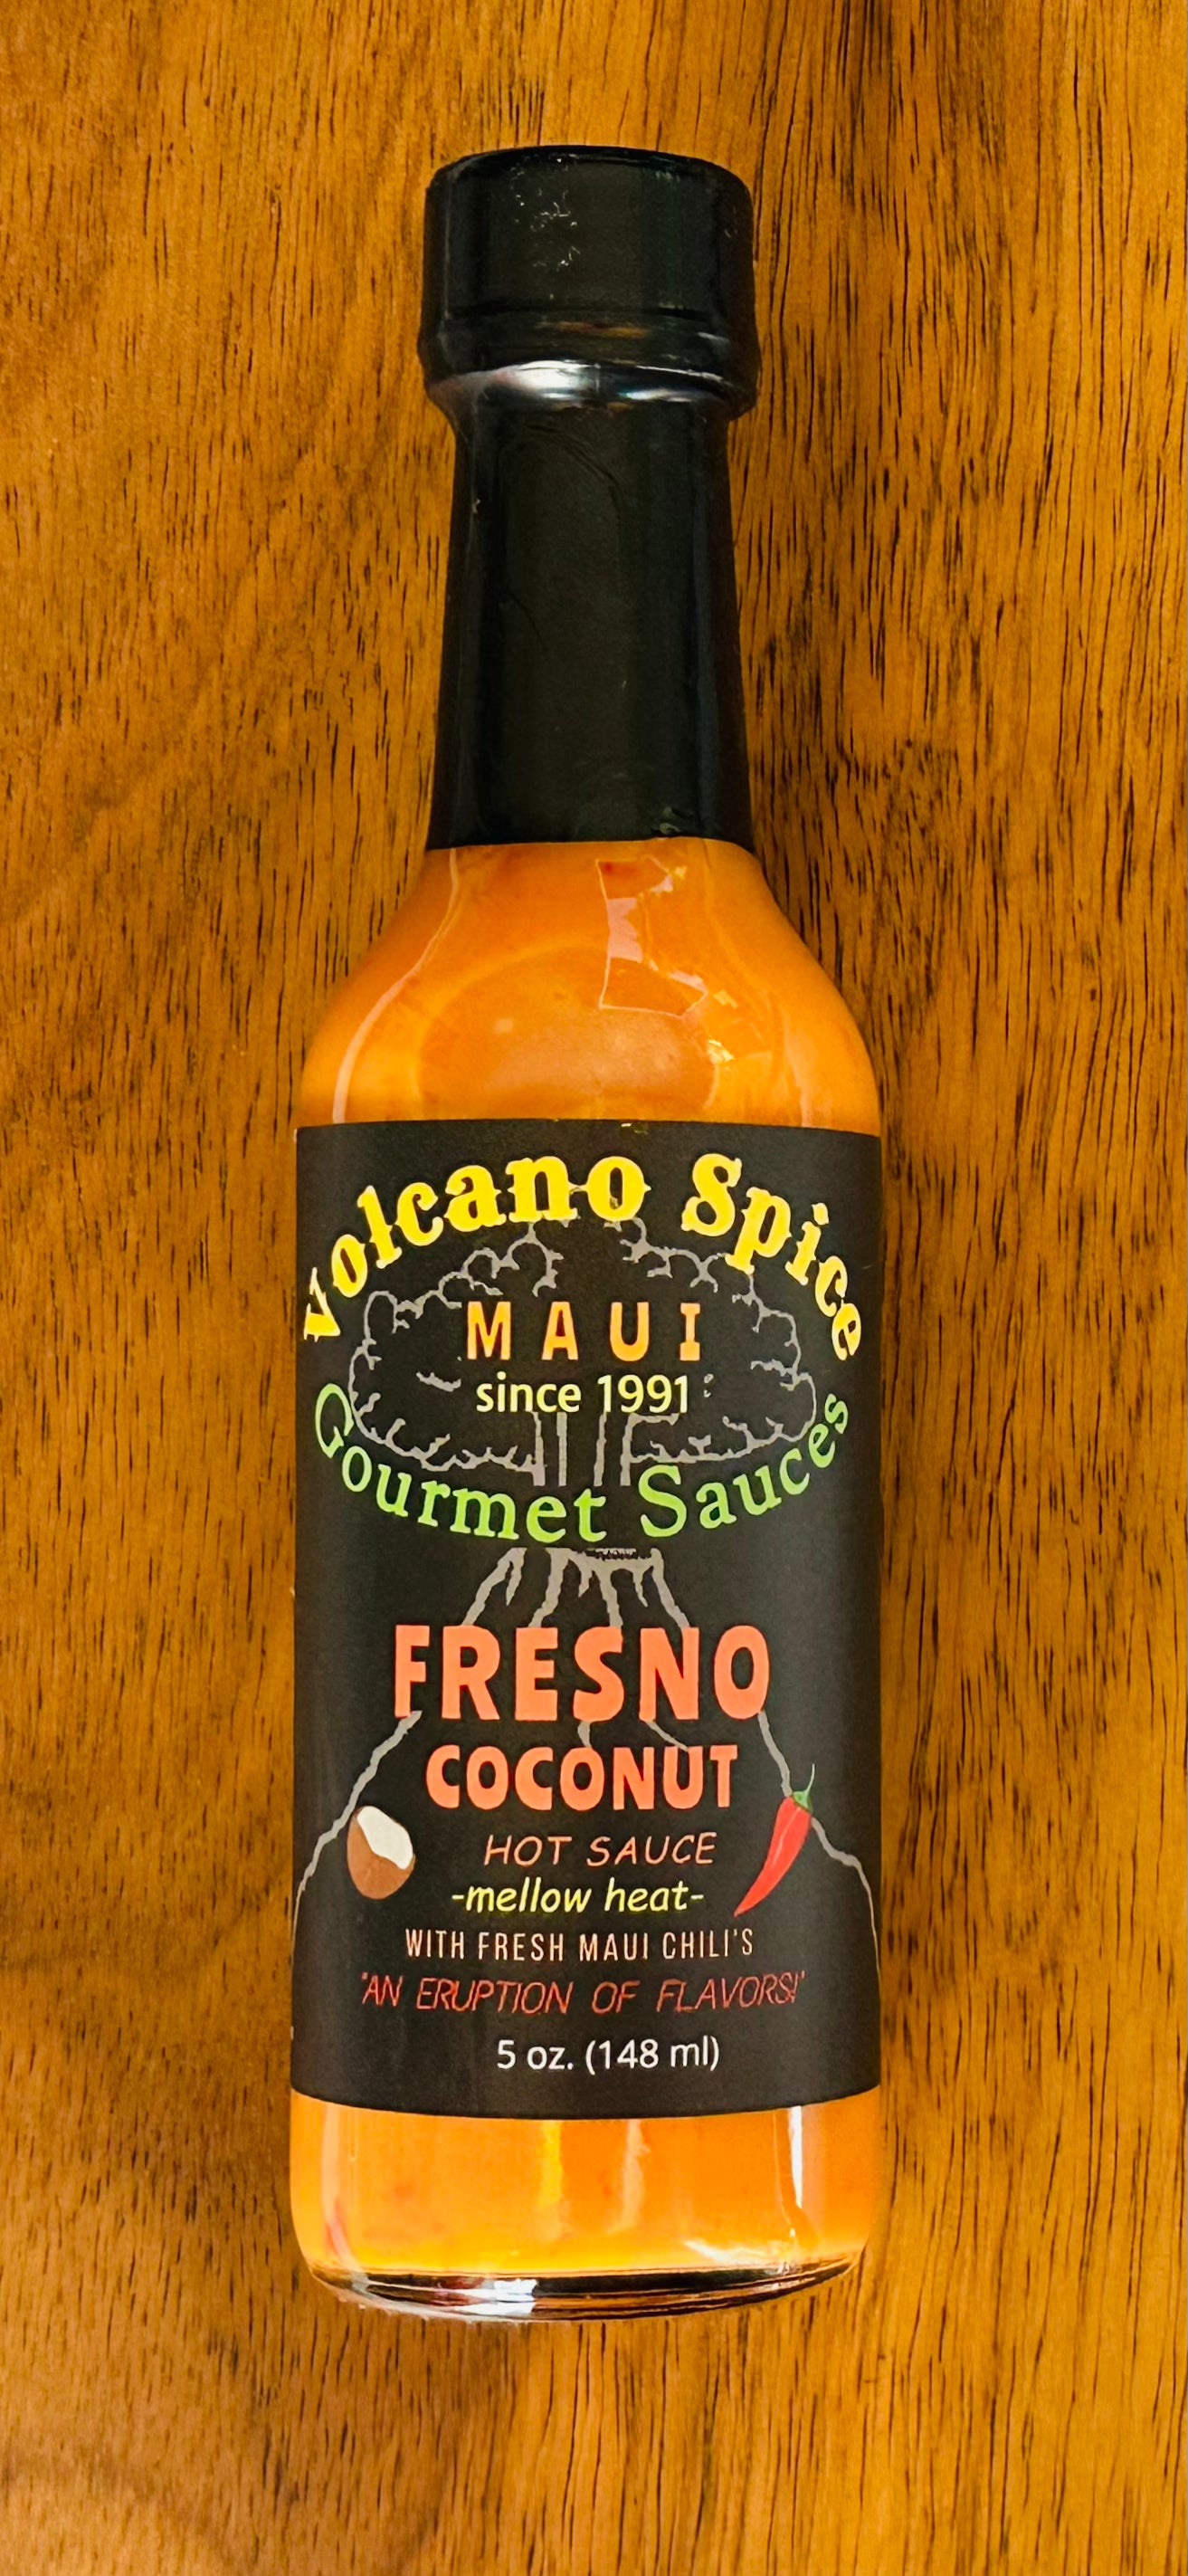 Volcano Spice
MAUI
since 1991
Gourmet Sauces
FRESNO
COCONUT
HOT SAUCE
-mellow heat-
WITH FRESH MAUI CHILI'S
"AN ERUPTION OF FLAVORS!"
5 oz. (148 ml)